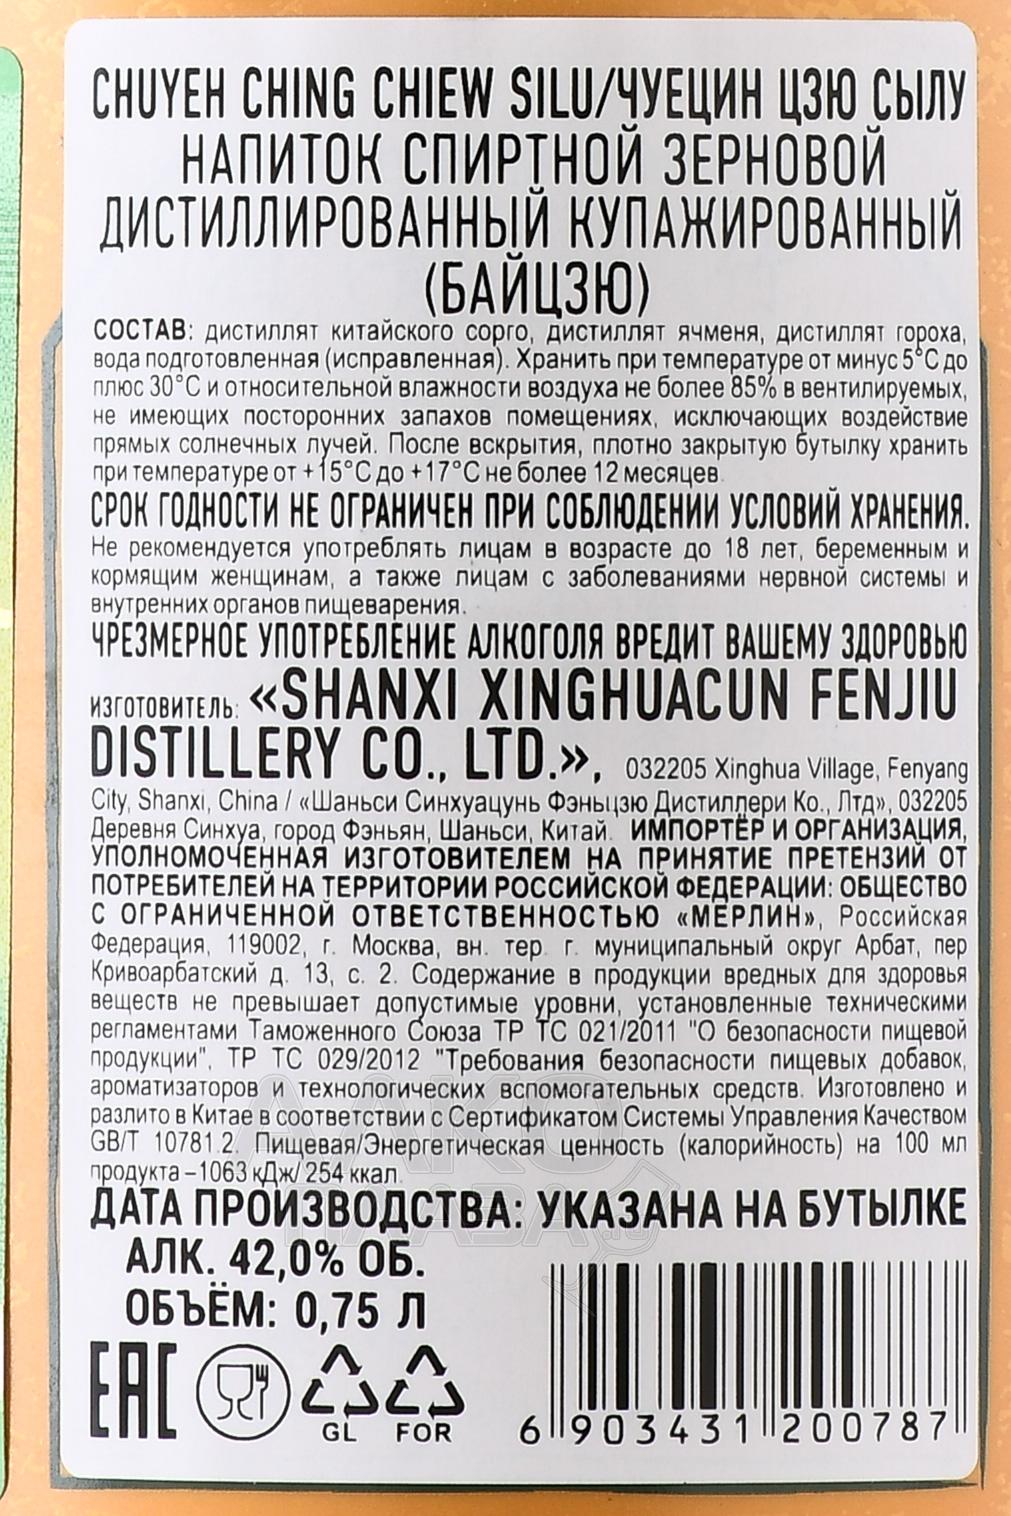 CHUYEH CHING CHIEW SILU/ЧУЕЦИН ЦЗЮ СЫЛУ
НАПИТОК СПИРТНОЙ ЗЕРНОВОЙ
ДИСТИЛЛИРОВАННЫЙ КУПАЖИРОВАННЫЙ
(БАЙЦЗЮ)
СОСТАВ: дистиллят китайского сорго, дистиллят ячменя, дистиллят гороха,
вода подготовленная (исправленная). Хранить при температуре от минус 5°С до
плюс 30°С и относительной влажности воздуха не более 85% в вентилируемых,
не имеющих посторонних запахов помещениях, исключающих воздействие
прямых солнечных лучей. После вскрытия, плотно закрытую бутылку хранить
при температуре от +15°С до +17°С не более 12 месяцев.
СРОК ГОДНОСТИ НЕ ОГРАНИЧЕН ПРИ СОБЛЮДЕНИИ УСЛОВИЙ ХРАНЕНИЯ.
Не рекомендуется употреблять лицам в возрасте до 18 лет, беременным и
кормящим женщинам, а также лицам с заболеваниями нервной системы и
внутренних органов пищеварения.
ЧРЕЗМЕРНОЕ УПОТРЕБЛЕНИЕ АЛКОГОЛЯ ВРЕДИТ ВАШЕМУ ЗДОРОВЬЮ
ИЗГОТОВИТЕЛЬ: «SHANXI XINGHUACUN FENJIU
DISTILLERY CO., LTD.», 032205 Xinghua Village, Fenyang
City, Shanxi, China / «Шаньси Синхуацунь Фэньцзю Дистиллери Ко., Лтд», 032205
Деревня Синхуа, город Фэньян, Шаньси, Китай. ИМПОРТЁР И ОРГАНИЗАЦИЯ,
УПОЛНОМОЧЕННАЯ ИЗГОТОВИТЕЛЕМ НА ПРИНЯТИЕ ПРЕТЕНЗИЙ ОТ
ПОТРЕБИТЕЛЕЙ НА ТЕРРИТОРИИ РОССИЙСКОЙ ФЕДЕРАЦИИ: ОБЩЕСТВО
С ОГРАНИЧЕННОЙ ОТВЕТСТВЕННОСТЬЮ «МЕРЛИН», Российская
Федерация, 119002, г. Москва, вн. тер. г. муниципальный округ Арбат, пер
Кривоарбатский д. 13, с. 2. Содержание в продукции вредных для здоровья
веществ не превышает допустимые уровни, установленные техническими
регламентами Таможенного Союза ТР ТС 021/2011 "О безопасности пищевой
продукции", ТР ТС 029/2012 "Требования безопасности пищевых добавок,
ароматизаторов и технологических вспомогательных средств. Изготовлено и
разлито в Китае в соответствии с Сертификатом Системы Управления Качеством
GB/T 10781.2. Пищевая/Энергетическая ценность (калорийность) на 100 мл
продукта – 1063 кДж/ 254 ккал.
ДАТА ПРОИЗВОДСТВА: УКАЗАНА НА БУТЫЛКЕ
АЛК. 42,0% ОБ.
ОБЪЁМ: 0,75 Л
EAC
GL FOR
6 903431 200787